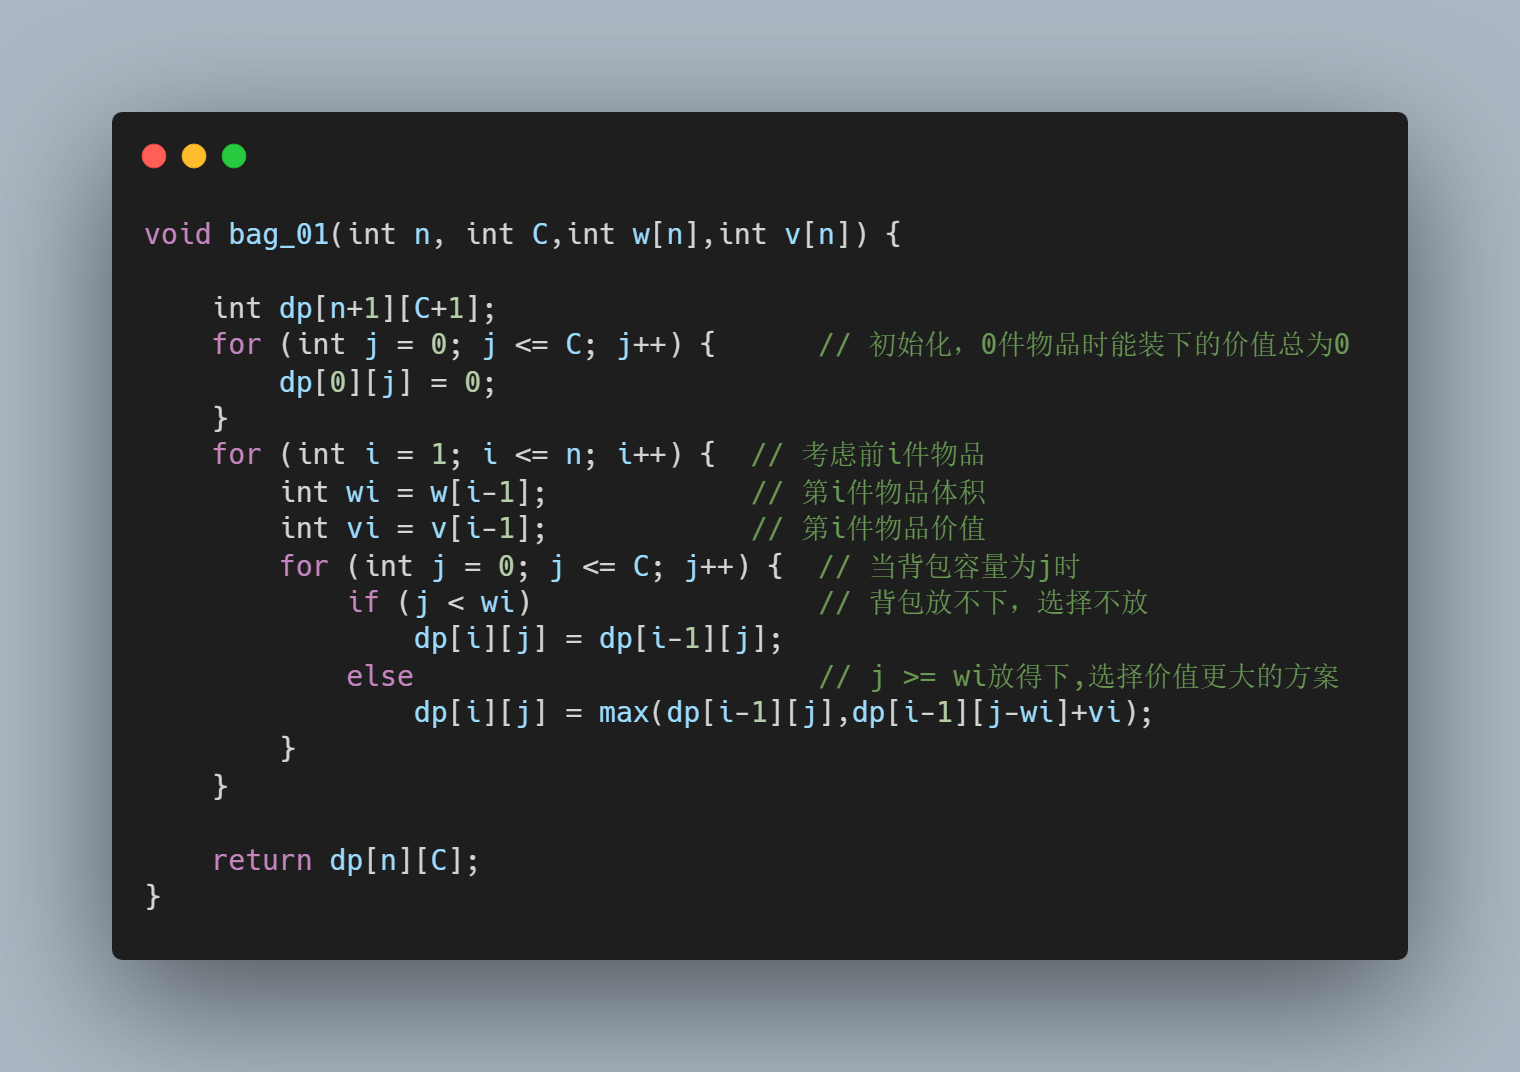 void bag_01(int n, int C,int w[n],int v[n]) {
    int dp[n+1][C+1];
    for (int j = 0; j <= C; j++) {      // 初始化，0件物品时能装下的价值总为0
        dp[0][j] = 0;
    }
    for (int i = 1; i <= n; i++) {  // 考虑前i件物品
        int wi = w[i-1];            // 第i件物品体积
        int vi = v[i-1];            // 第i件物品价值
        for (int j = 0; j <= C; j++) {  // 当背包容量为j时
            if (j < wi)                 // 背包放不下，选择不放
                dp[i][j] = dp[i-1][j];
            else                        // j >= wi放得下,选择价值更大的方案
                dp[i][j] = max(dp[i-1][j],dp[i-1][j-wi]+vi);
        }
    }
    return dp[n][C];
}